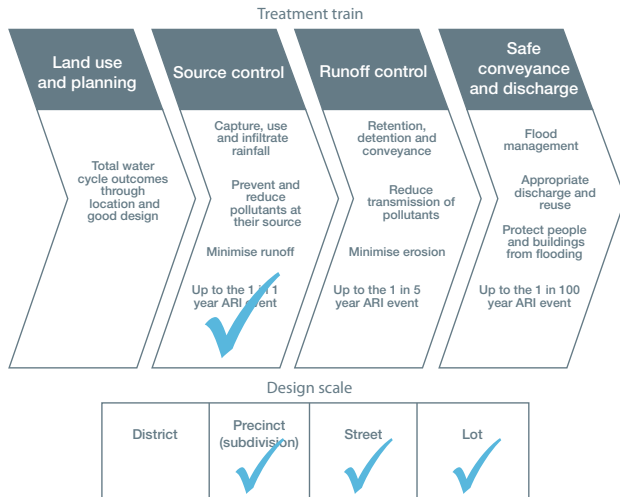 Treatment train
Land use
and planning
Source control
Runoff control
Safe
conveyance
and discharge
Total water
cycle outcomes
through
location and
good design
Capture, use
and infiltrate
rainfall
Prevent and
reduce
pollutants at
their source
Minimise runoff
Up to the 1 in 1
year ARI event
Retention,
detention and
conveyance
Reduce
transmission of
pollutants
Minimise erosion
Up to the 1 in 5
year ARI event
Flood
management
Appropriate
discharge and
reuse
Protect people
and buildings
from flooding
Up to the 1 in 100
year ARI event
Design scale
District
Precinct
(subdivision)
Street
Lot